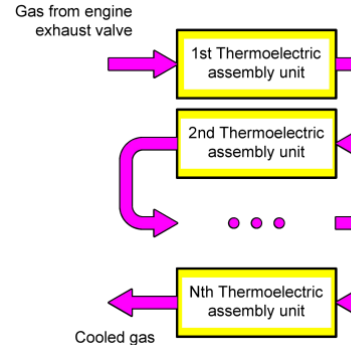 Gas from engine
exhaust valve
1st Thermoelectric
assembly unit
2nd Thermoelectric
assembly unit
Nth Thermoelectric
assembly unit
Cooled gas